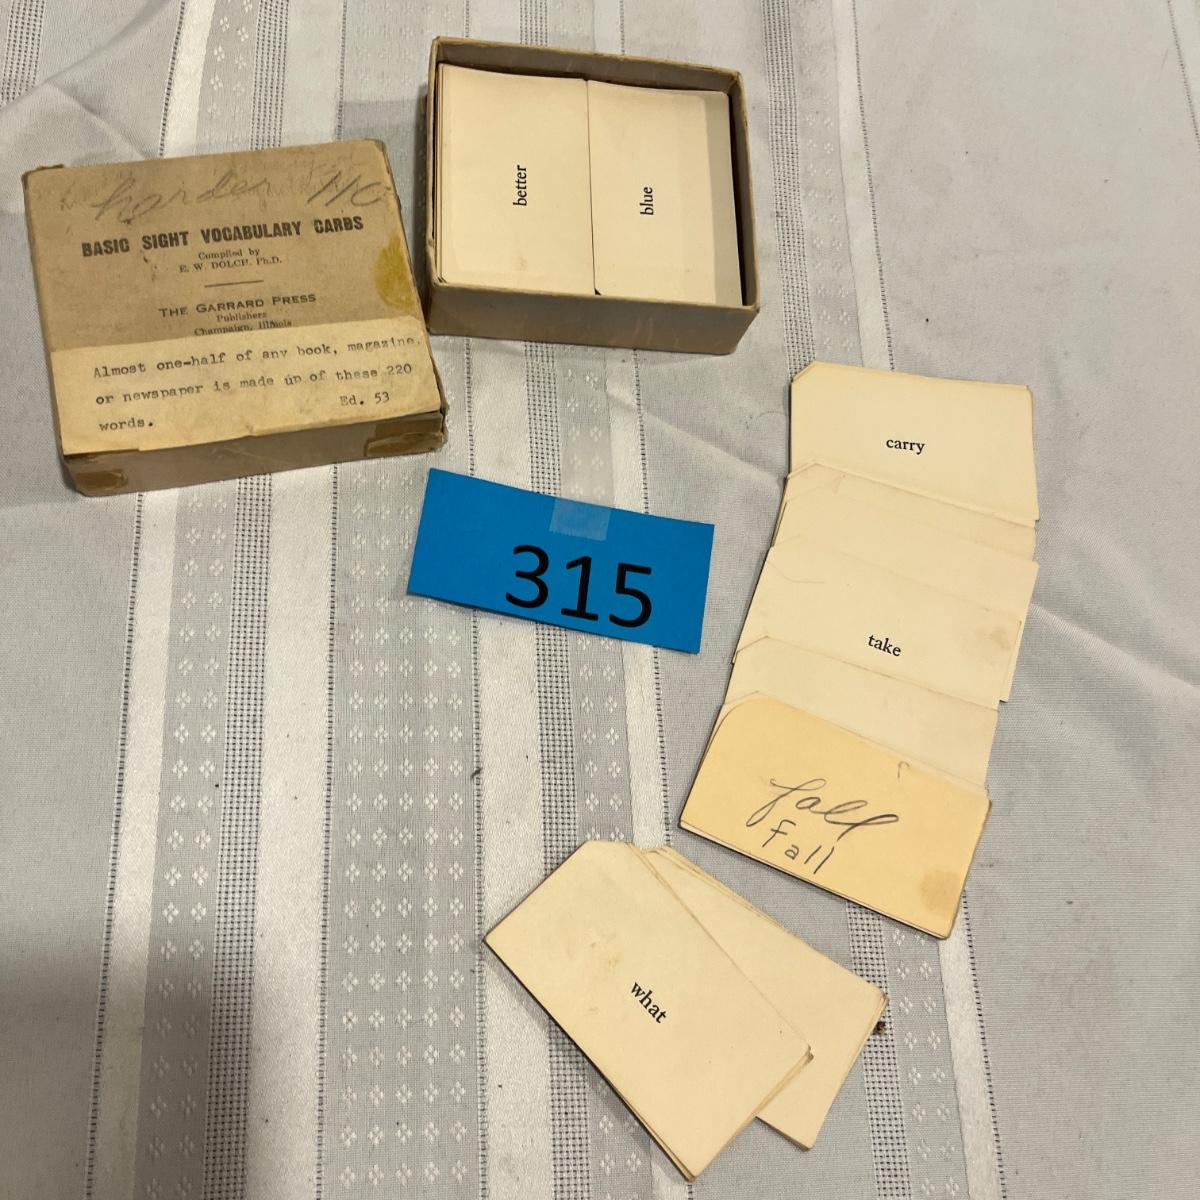 harder 110
BASIC SIGHT VOCABULARY CARDS
Compiled by
E. W. DOLCH, Ph.D.
THE GARRARD PRESS
Publishers
Champaign, Illinois
Almost one-half of any book, magazine,
or newspaper is made up of these 220
words.
Ed. 53
better
blue
315
carry
take
fall
Fall
what